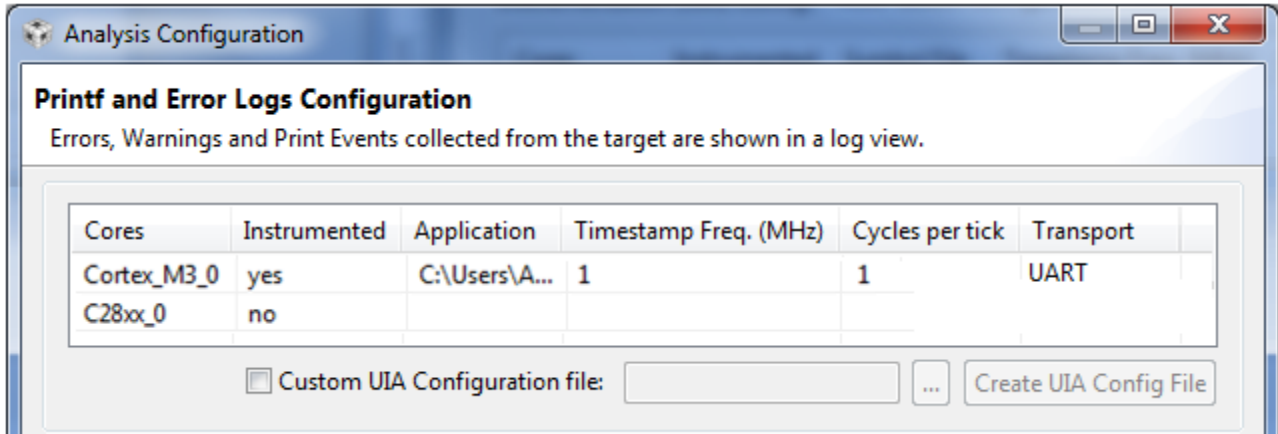 Analysis Configuration
Printf and Error Logs Configuration
Errors, Warnings and Print Events collected from the target are shown in a log view.
Cores Instrumented Application Timestamp Freq. (MHz) Cycles per tick Transport
Cortex_M3_0 yes C:\Users\A... 1 1 UART
C28xx_0 no
Custom UIA Configuration file: ... Create UIA Config File